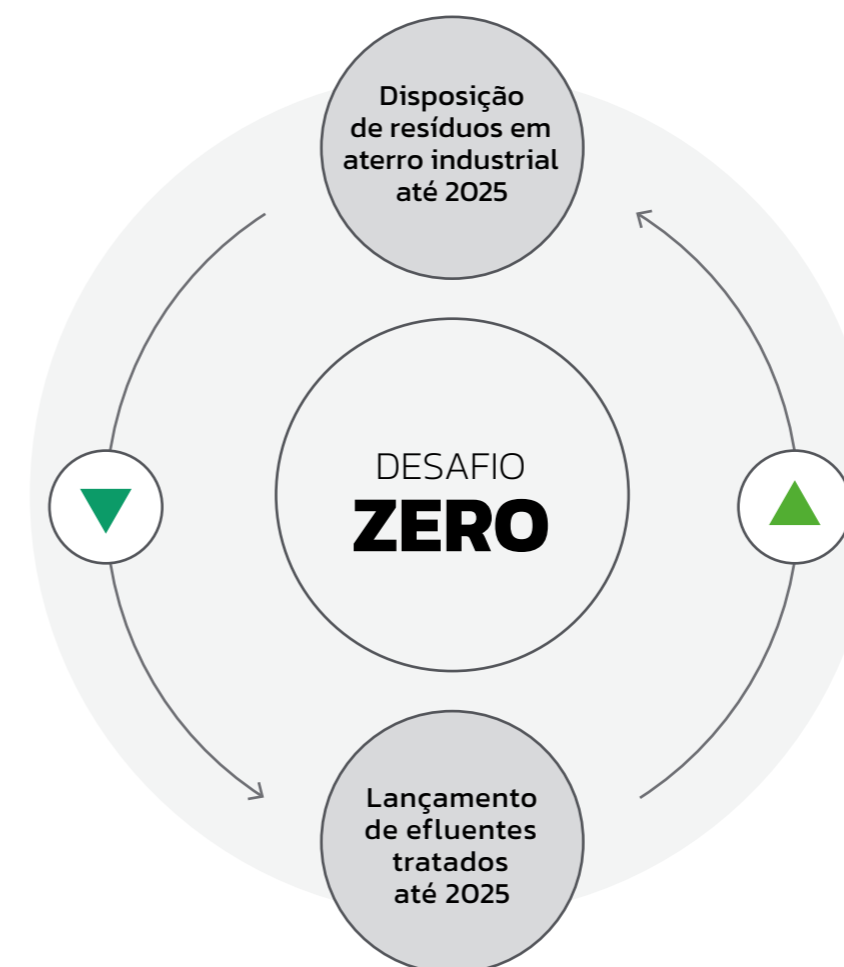 Disposição
de resíduos em
aterro industrial
até 2025
DESAFIO
ZERO
Lançamento
de efluentes
tratados
até 2025